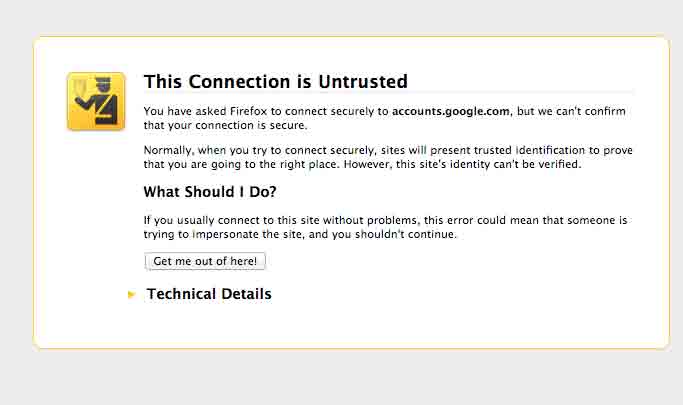 This Connection is Untrusted
You have asked Firefox to connect securely to accounts.google.com, but we can't confirm
that your connection is secure.
Normally, when you try to connect securely, sites will present trusted identification to prove
that you are going to the right place. However, this site's identity can't be verified.
What Should I Do?
If you usually connect to this site without problems, this error could mean that someone is
trying to impersonate the site, and you shouldn't continue.
Get me out of here!
Technical Details